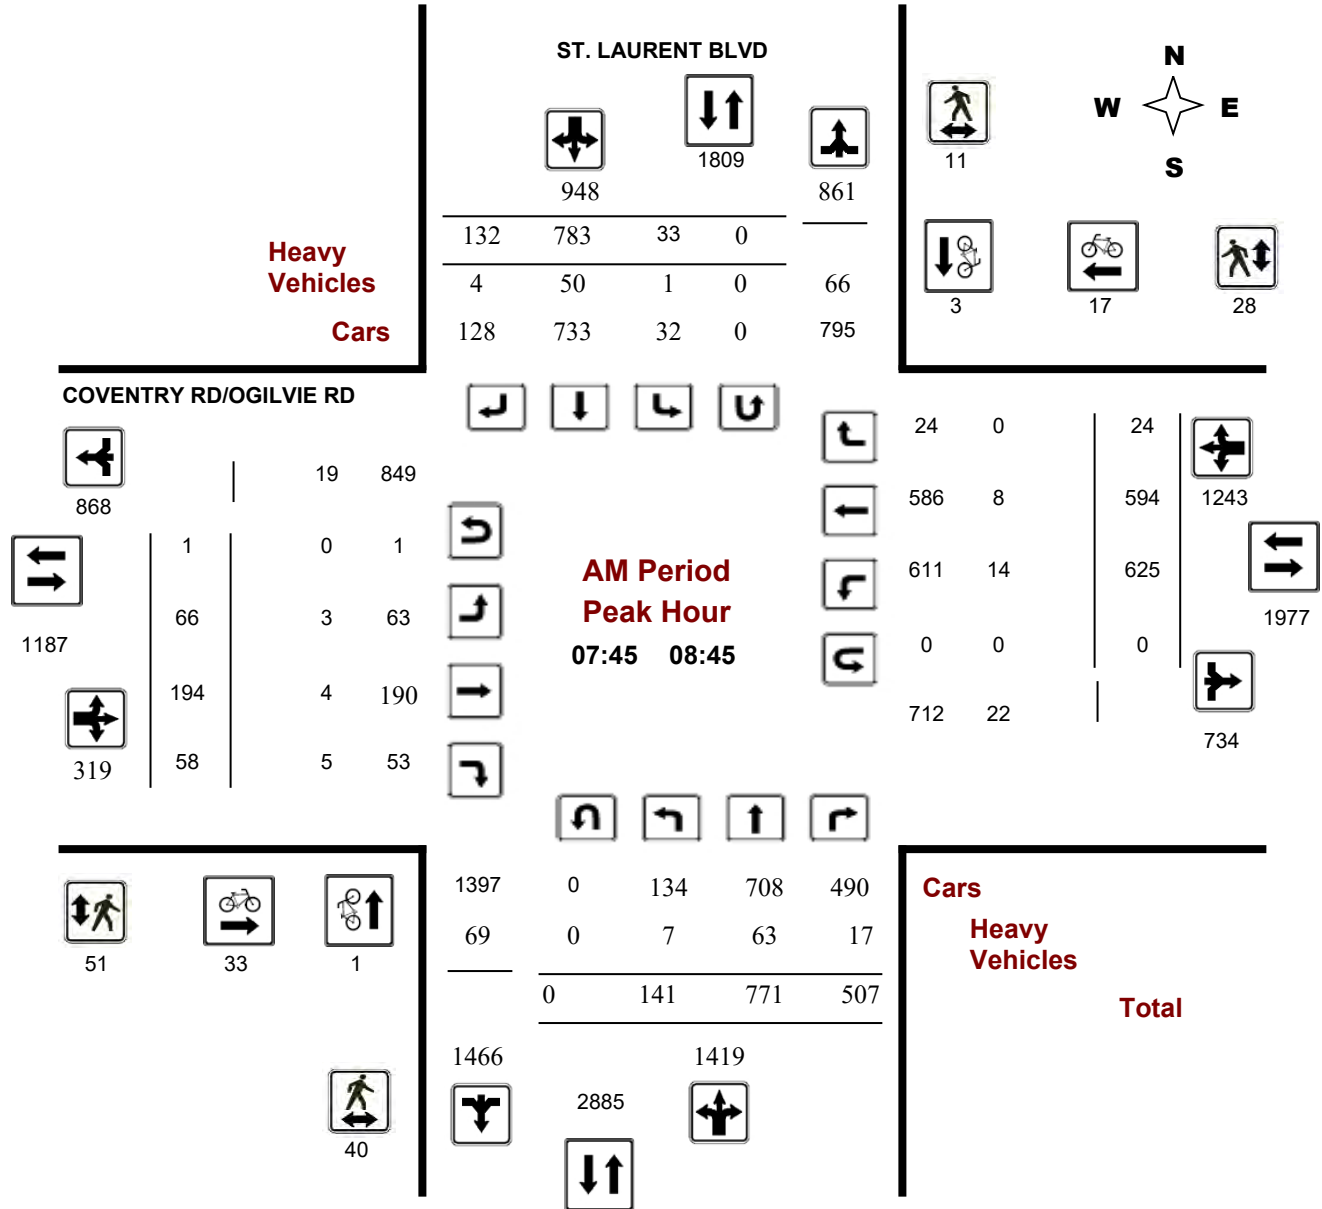 ST. LAURENT BLVD
N
W E
S
1809
11
948 861
132 783 33 0
Heavy
Vehicles
4 50 1 0 66
3 17 28
Cars
128 733 32 0 795
COVENTRY RD/OGILVIE RD
24 0 24
19 849
868
586 8 594 1243
1 0 1
AM Period
611 14 625
Peak Hour
66 3 63
1187
1977
07:45 08:45
0 0 0
194 4 190
712 22
734
319 58 5 53
1397 0 134 708 490
Cars
69 0 7 63 17
Heavy
Vehicles
51 33 1
0 141 771 507
Total
1466 1419
2885
40